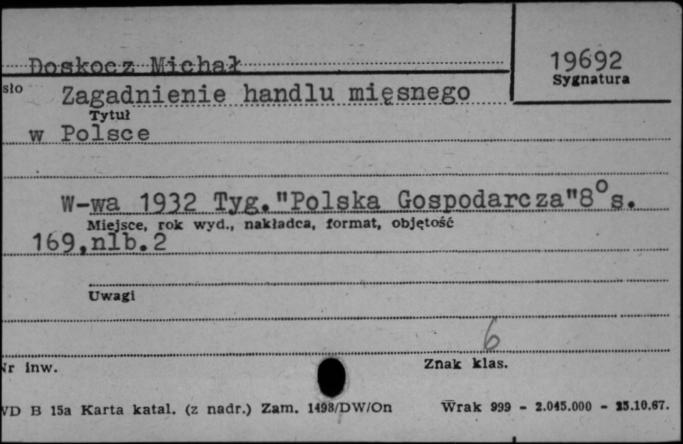 Doskocz Michał
19692
Sygnatura
sło Zagadnienie handlu mięsnego
Tytuł
w Polsce
W-wa 1932 Tyg."Polska Gospodarcza"8° s.
Miejsce, rok wyd., nakładca, format, objętość
169,nlb.2
Uwagi
6
Nr inw.
Znak klas.
WD B 15a Karta katal. (z nadr.) Zam. 1498/DW/On Wrak 999 - 2.045.000 - 25.10.67.